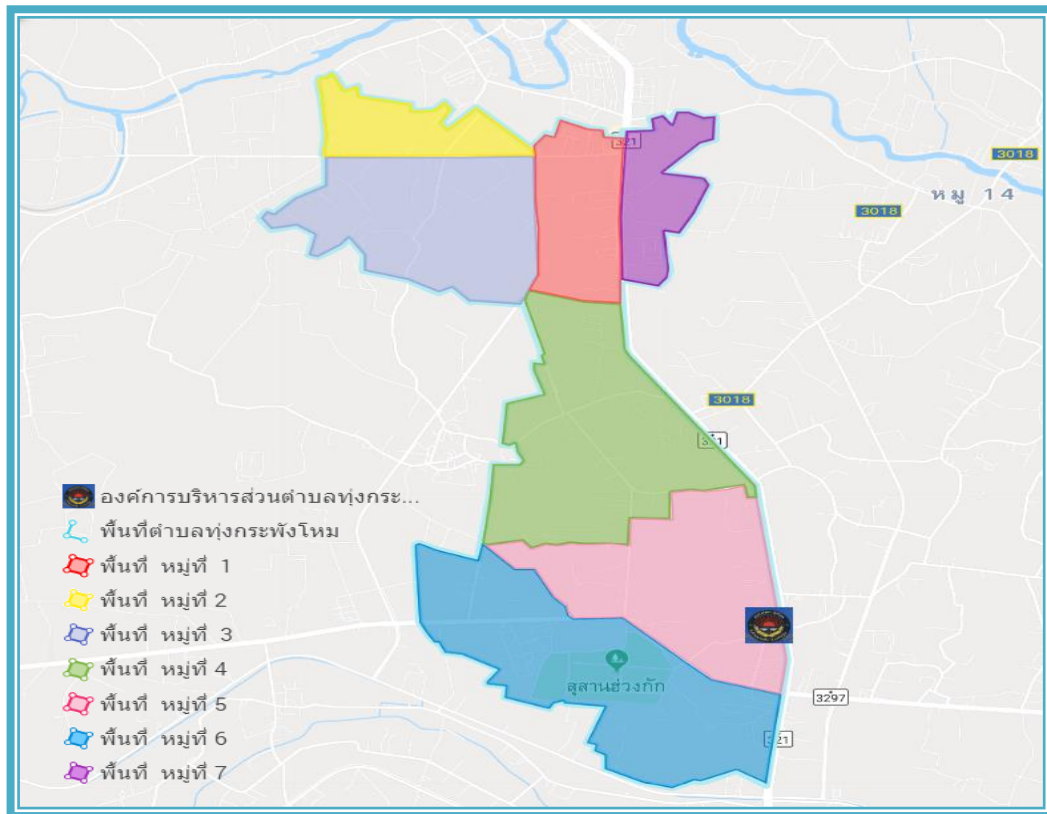 321
3018
หมู่ 14
3018
3018
องค์การบริหารส่วนตำบลทุ่งกระ...
พื้นที่ตำบลทุ่งกระพังโหม
พื้นที่ หมู่ที่ 1
พื้นที่ หมู่ที่ 2
พื้นที่ หมู่ที่ 3
พื้นที่ หมู่ที่ 4
พื้นที่ หมู่ที่ 5
พื้นที่ หมู่ที่ 6
พื้นที่ หมู่ที่ 7
สุสานฮ่วงกัก
3297
321